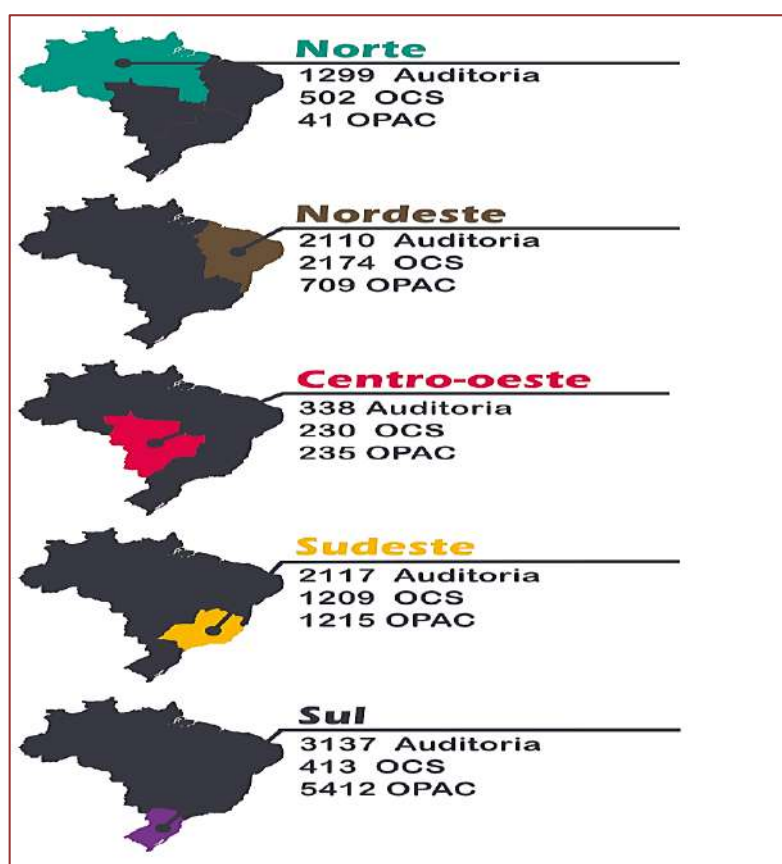 Norte
1299 Auditoria
502 OCS
41 OPAC
Nordeste
2110 Auditoria
2174 OCS
709 OPAC
Centro-oeste
338 Auditoria
230 OCS
235 OPAC
Sudeste
2117 Auditoria
1209 OCS
1215 OPAC
Sul
3137 Auditoria
413 OCS
5412 OPAC